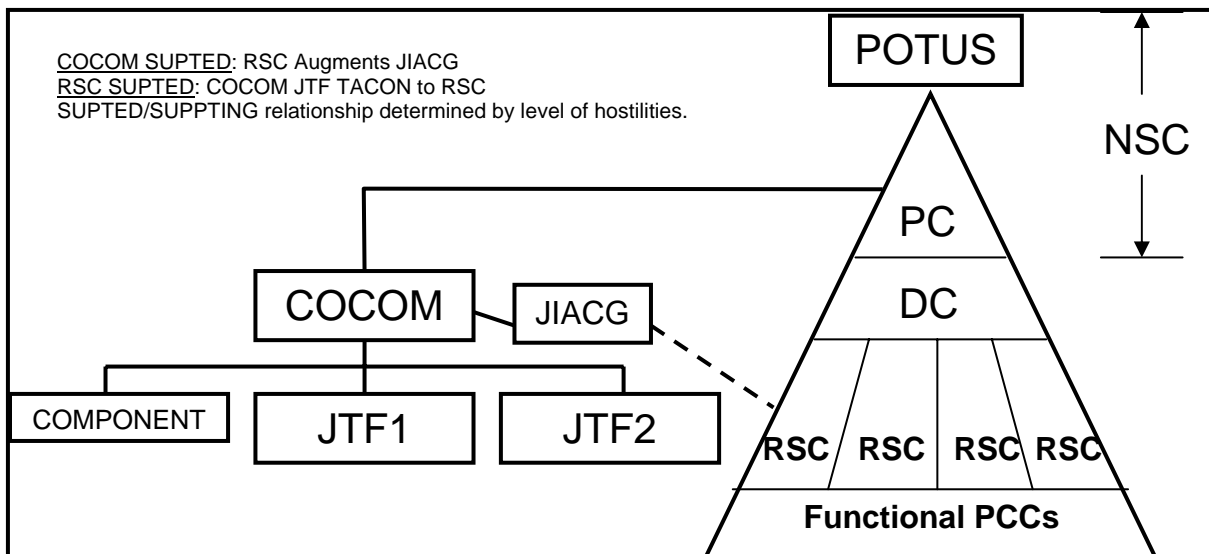 COCOM SUPTED: RSC Augments JIACG
RSC SUPTED: COCOM JTF TACON to RSC
SUPTED/SUPPTING relationship determined by level of hostilities.
POTUS
NSC
PC
COCOM
JIACG
DC
COMPONENT
JTF1
JTF2
RSC RSC RSC RSC
Functional PCCs